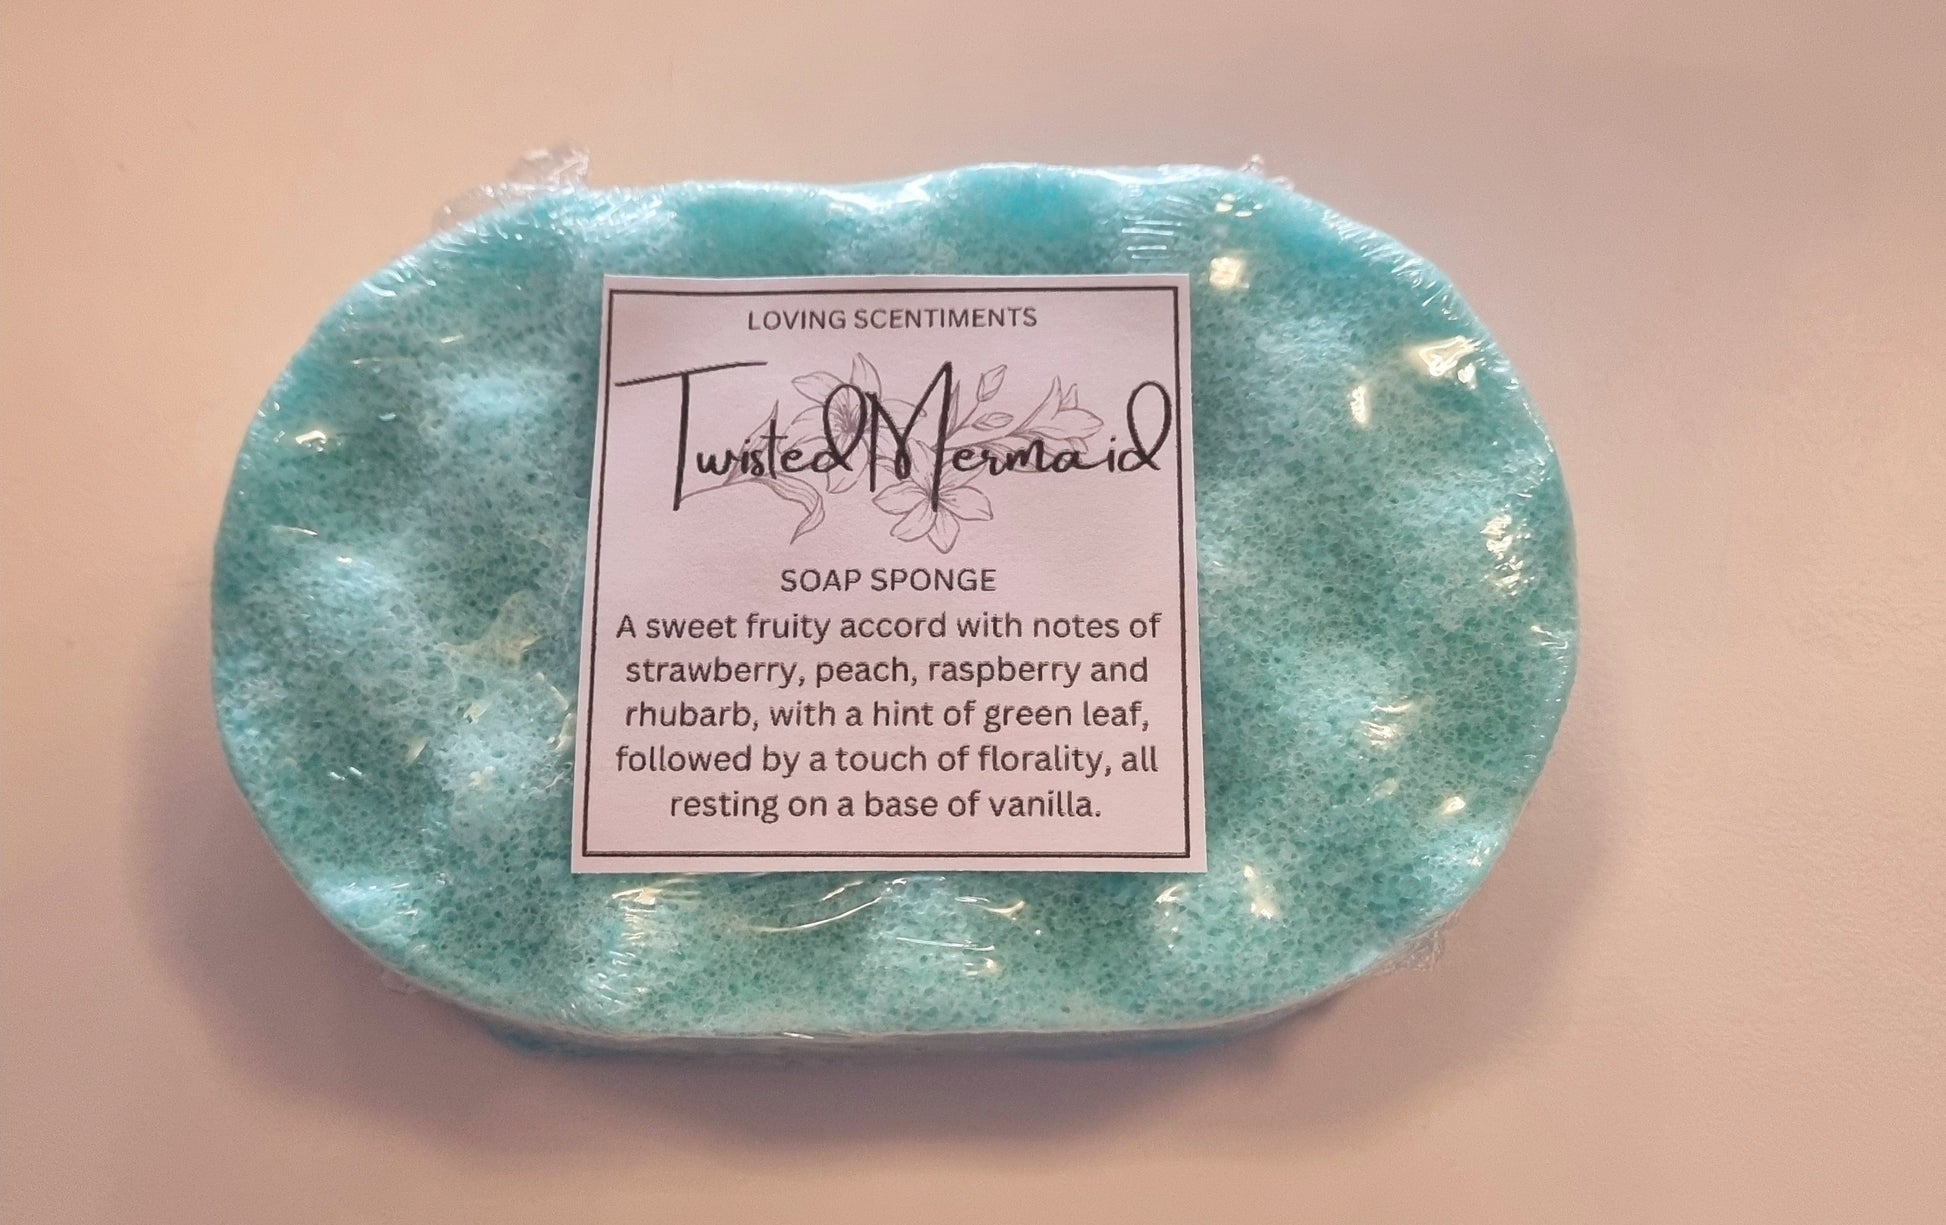 LOVING SCENTIMENTS
Twisted Mermaid
SOAP SPONGE
A sweet fruity accord with notes of
strawberry, peach, raspberry and
rhubarb, with a hint of green leaf,
followed by a touch of florality, all
resting on a base of vanilla.